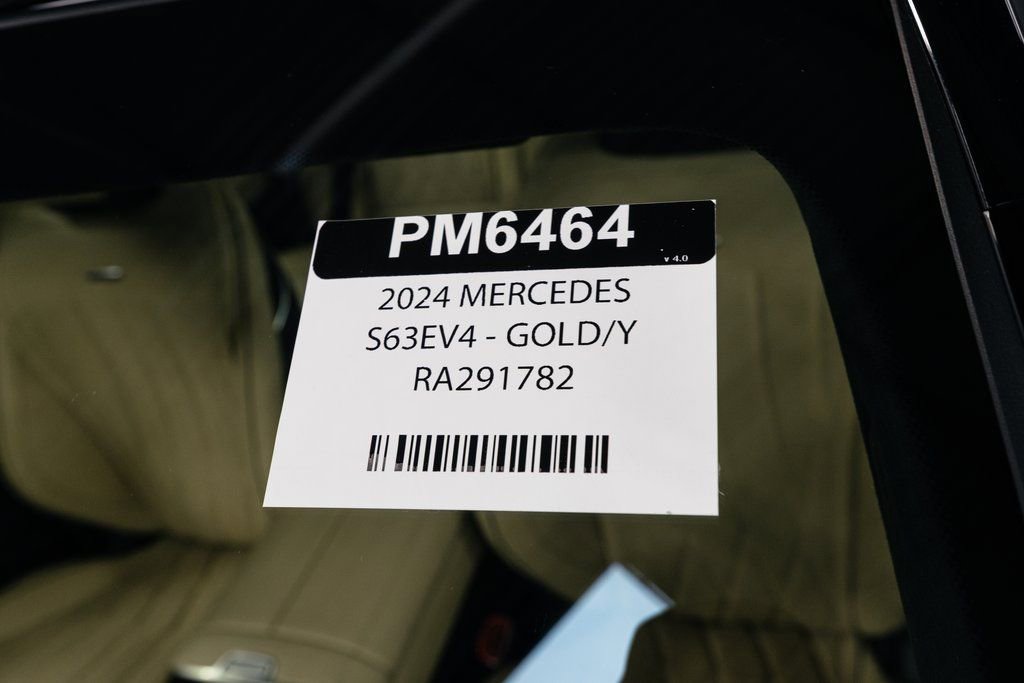 PM6464
v 4.0
2024 MERCEDES
S63EV4 - GOLD/Y
RA291782